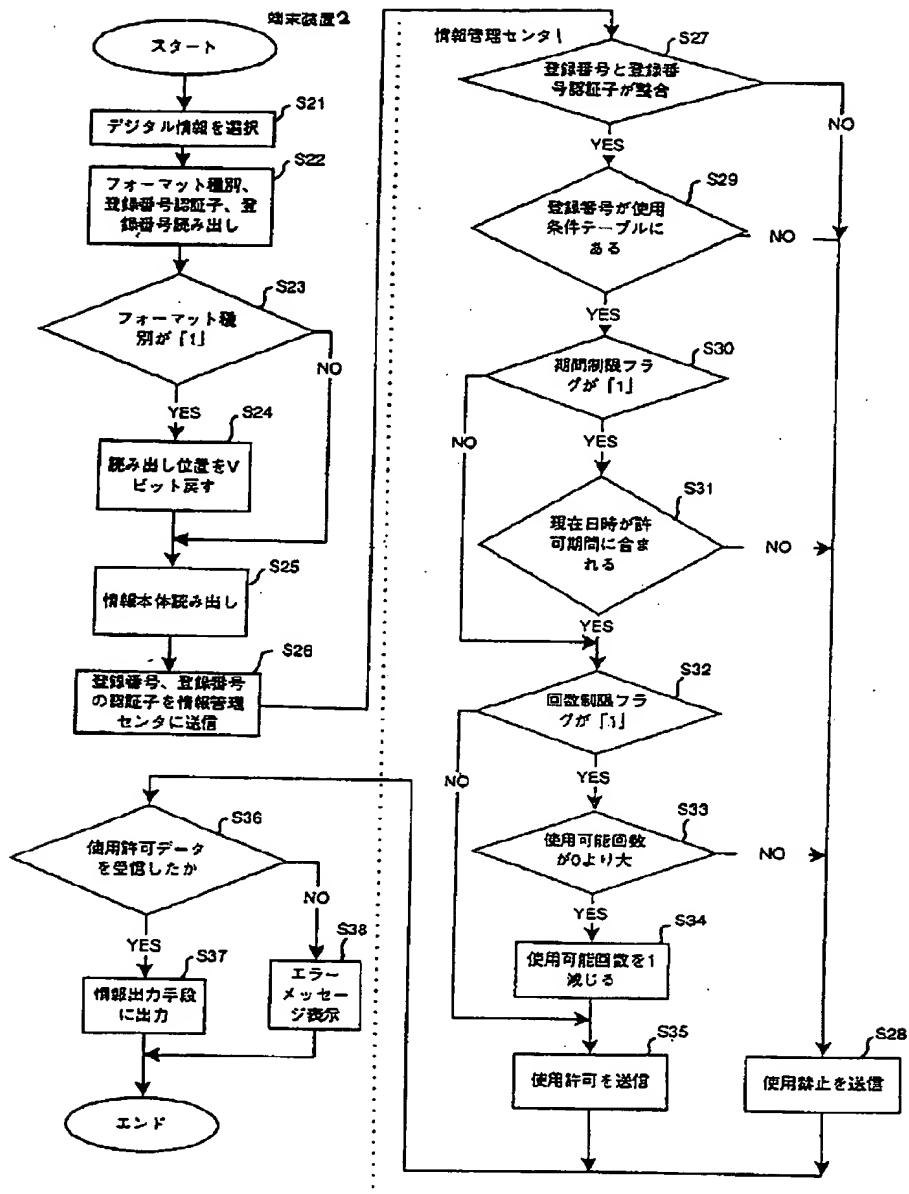 端末装置2
スタート
S21
デジタル情報を選択
S22
フォーマット種別、
登録番号認証子、登
録番号読み出し
S23
フォーマット種
別が「1」
NO
YES
S24
読み出し位置をV
ビット戻す
S25
情報本体読み出し
S26
登録番号、登録番号
の認証子を情報管理
センタに送信
S36
使用許可データ
を受信したか
NO
YES
S37
情報出力手段
に出力
S38
エラー
メッセー
ジ表示
エンド
情報管理センタ1
S27
登録番号と登録番
号認証子が整合
NO
YES
S29
登録番号が使用
条件テーブルに
ある
NO
YES
S30
期間制限フラ
グが「1」
NO
YES
S31
現在日時が許
可期間に含ま
れる
NO
YES
S32
回数制限フラ
グが「1」
NO
YES
S33
使用可能回数
が0より大
NO
YES
S34
使用可能回数を1
減じる
S35
使用許可を送信
S28
使用禁止を送信